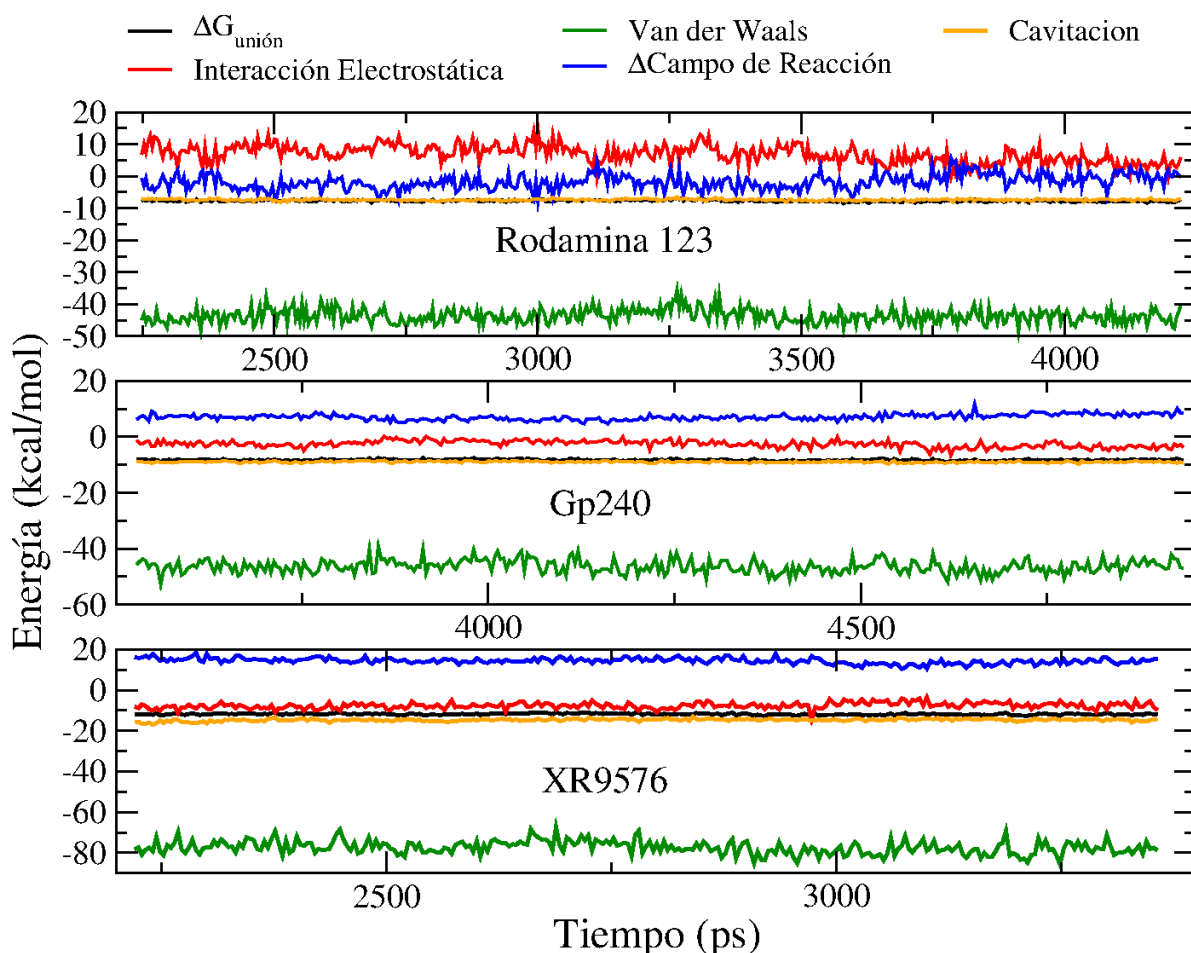 ΔG_unión
Van der Waals
Cavitacion
Interacción Electrostática
ΔCampo de Reacción
Energía (kcal/mol)
20
10
0
-10
-20
-30
-40
-50
Rodamina 123
2500
3000
3500
4000
20
0
-20
-40
-60
Gp240
4000
4500
20
0
-20
-40
-60
-80
XR9576
2500
3000
Tiempo (ps)